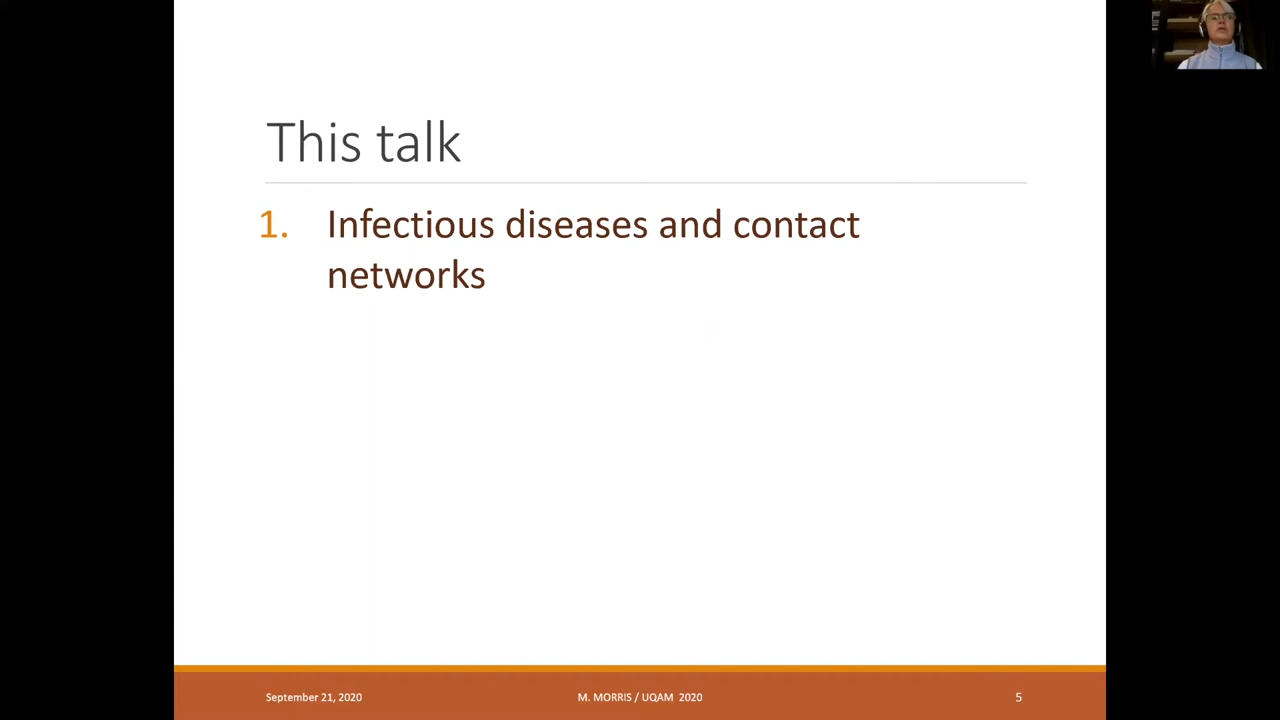 This talk
1. Infectious diseases and contact
networks
September 21, 2020
M. MORRIS / UQAM 2020
5